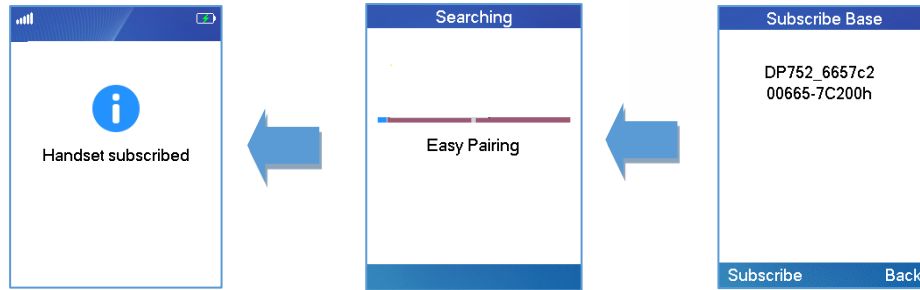 Handset subscribed
Searching
Easy Pairing
Subscribe Base
DP752_6657c2
00665-7C200h
Subscribe Back